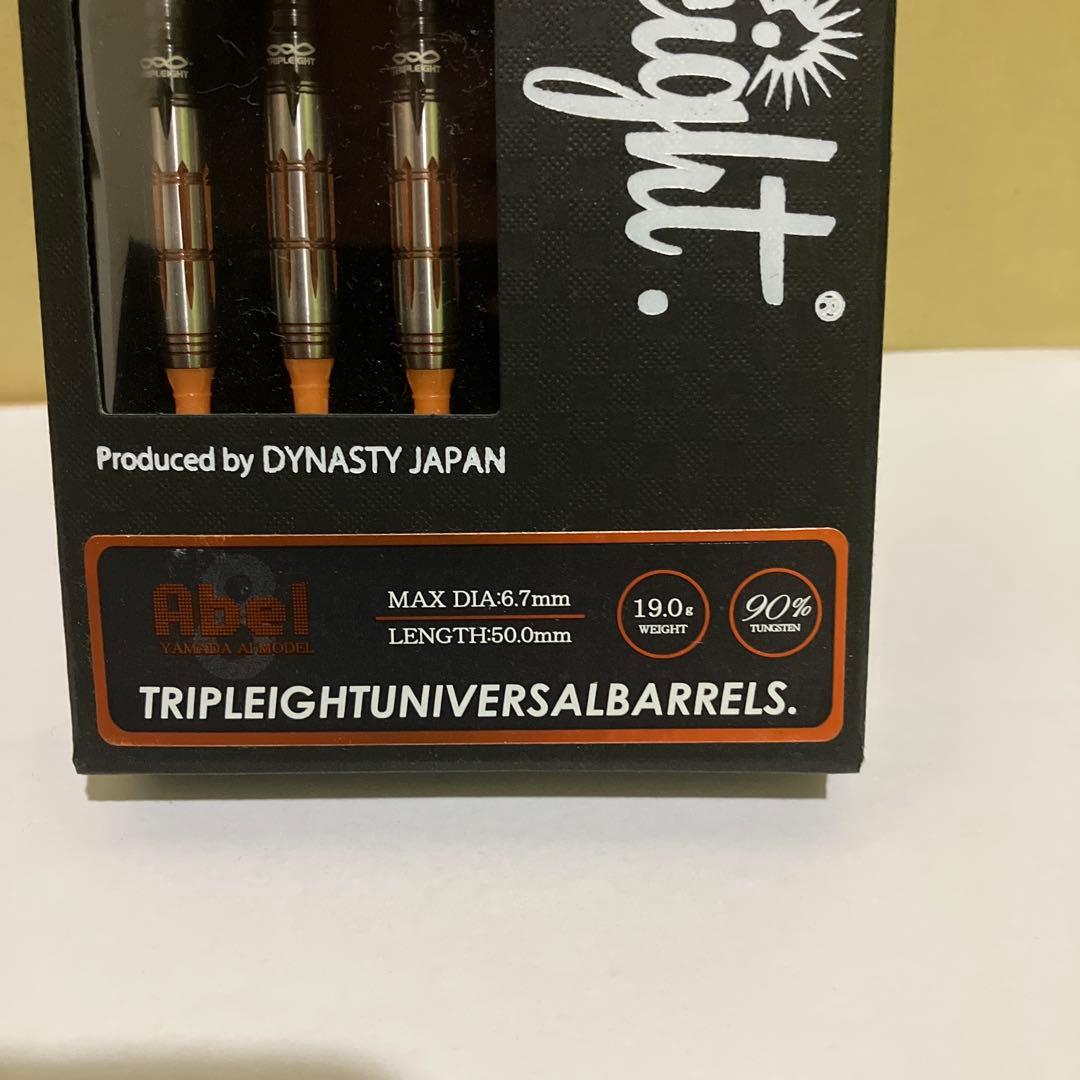 TRIPLEIGHT
TRIPLEIGHT
TRIPLEIGHT
eight.
®
Produced by DYNASTY JAPAN
Abel
YAMADA AI MODEL
MAX DIA:6.7mm
LENGTH:50.0mm
19.0g
WEIGHT
90%
TUNGSTEN
TRIPLEIGHTUNIVERSALBARRELS.